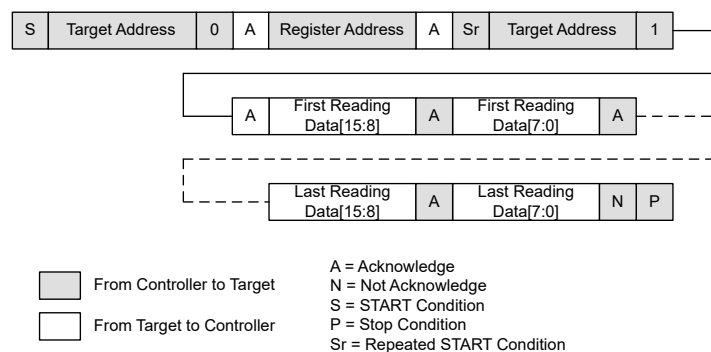 S Target Address 0 A Register Address A Sr Target Address 1
A First Reading Data[15:8] A First Reading Data[7:0] A
Last Reading Data[15:8] A Last Reading Data[7:0] N P
From Controller to Target
From Target to Controller
A = Acknowledge
N = Not Acknowledge
S = START Condition
P = Stop Condition
Sr = Repeated START Condition